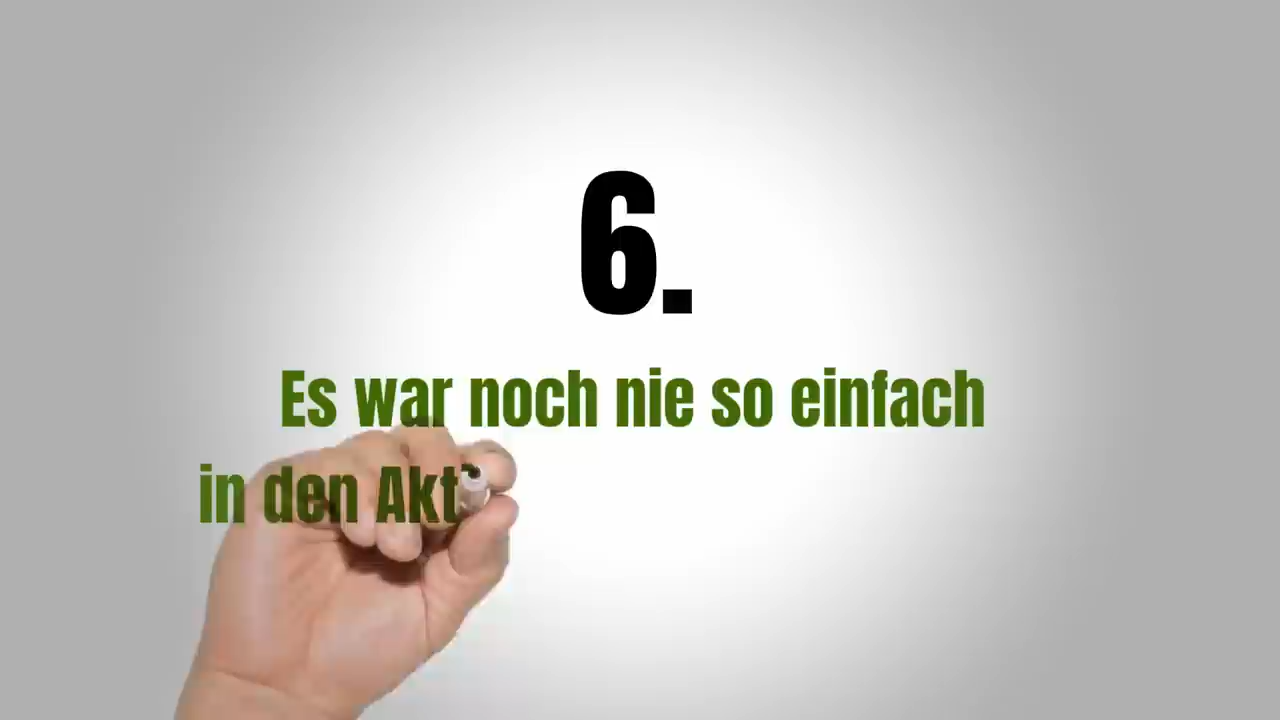 6.
Es war noch nie so einfach
in den Akt